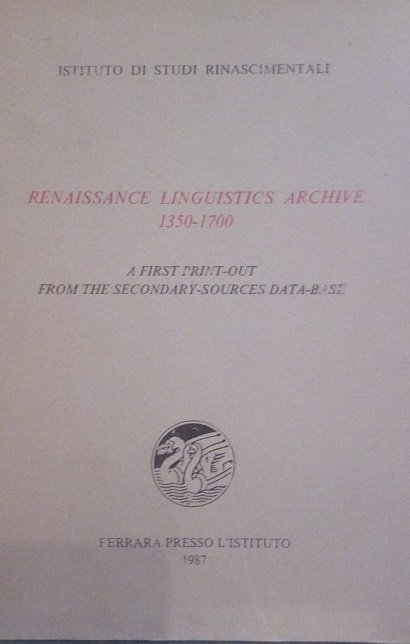 ISTITUTO DI STUDI RINASCIMENTALI
RENAISSANCE LINGUISTICS ARCHIVE
1350-1700
A FIRST PRINT-OUT
FROM THE SECONDARY-SOURCES DATA-BASE
FERRARA PRESSO L'ISTITUTO
1987